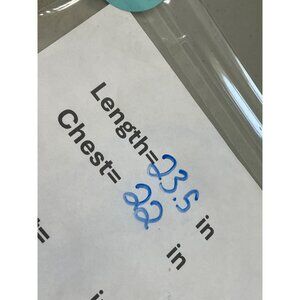 Length= 23.5 in
Chest= 22 in